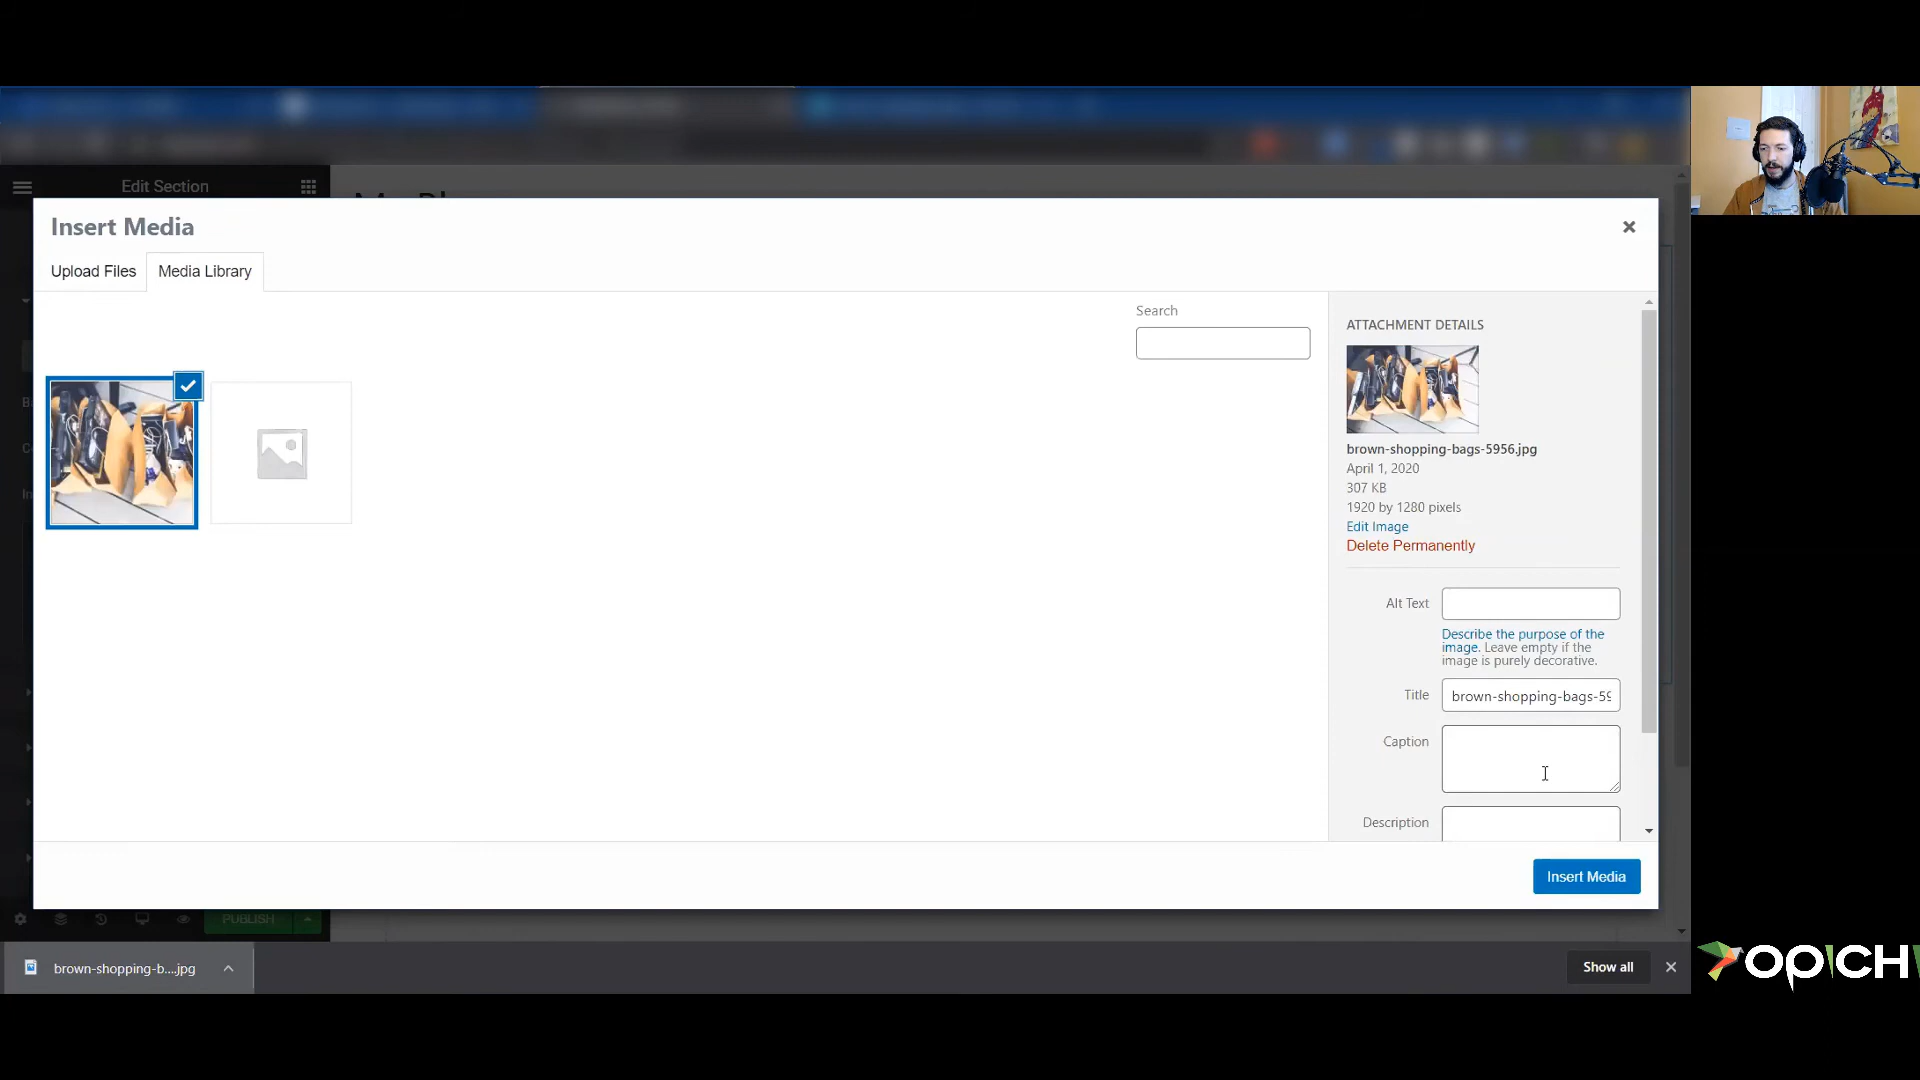 Edit Section
Insert Media
Upload Files
Media Library
Search
ATTACHMENT DETAILS
brown-shopping-bags-5956.jpg
April 1, 2020
307 KB
1920 by 1280 pixels
Edit Image
Delete Permanently
Alt Text
Describe the purpose of the
image. Leave empty if the
image is purely decorative.
Title
brown-shopping-bags-59
Caption
Description
Insert Media
PUBLISH
brown-shopping-b....jpg
Show all
OPICH